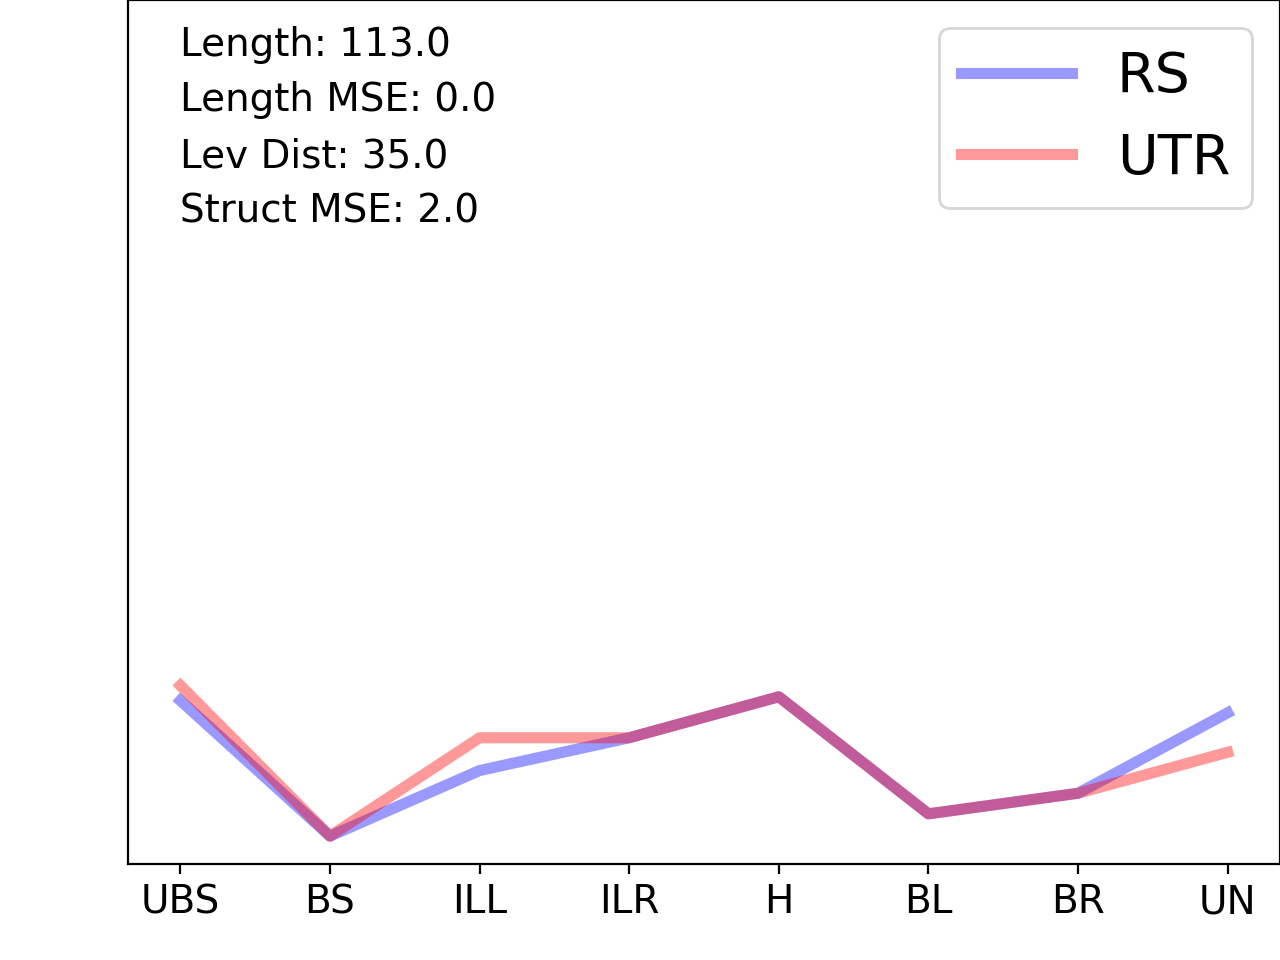 Length: 113.0
Length MSE: 0.0
Lev Dist: 35.0
Struct MSE: 2.0
RS
UTR
UBS BS ILL ILR H BL BR UN